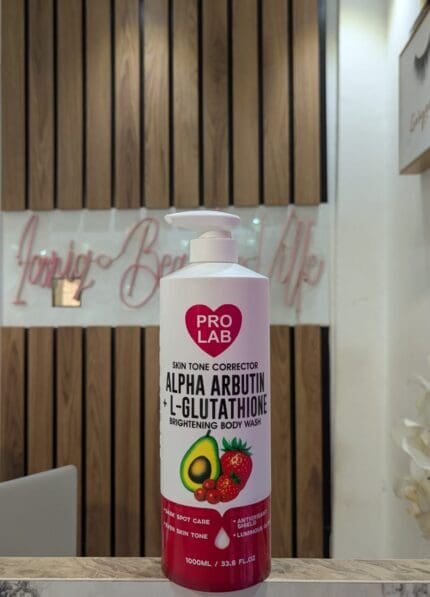 PRO
LAB
SKIN TONE CORRECTOR
ALPHA ARBUTIN
+ L-GLUTATHIONE
BRIGHTENING BODY WASH
• DARK SPOT CARE
• EVEN SKIN TONE
• ANTIOXIDANT
SHIELD
• LUMINOUS
1000ML / 33.8 FL.OZ